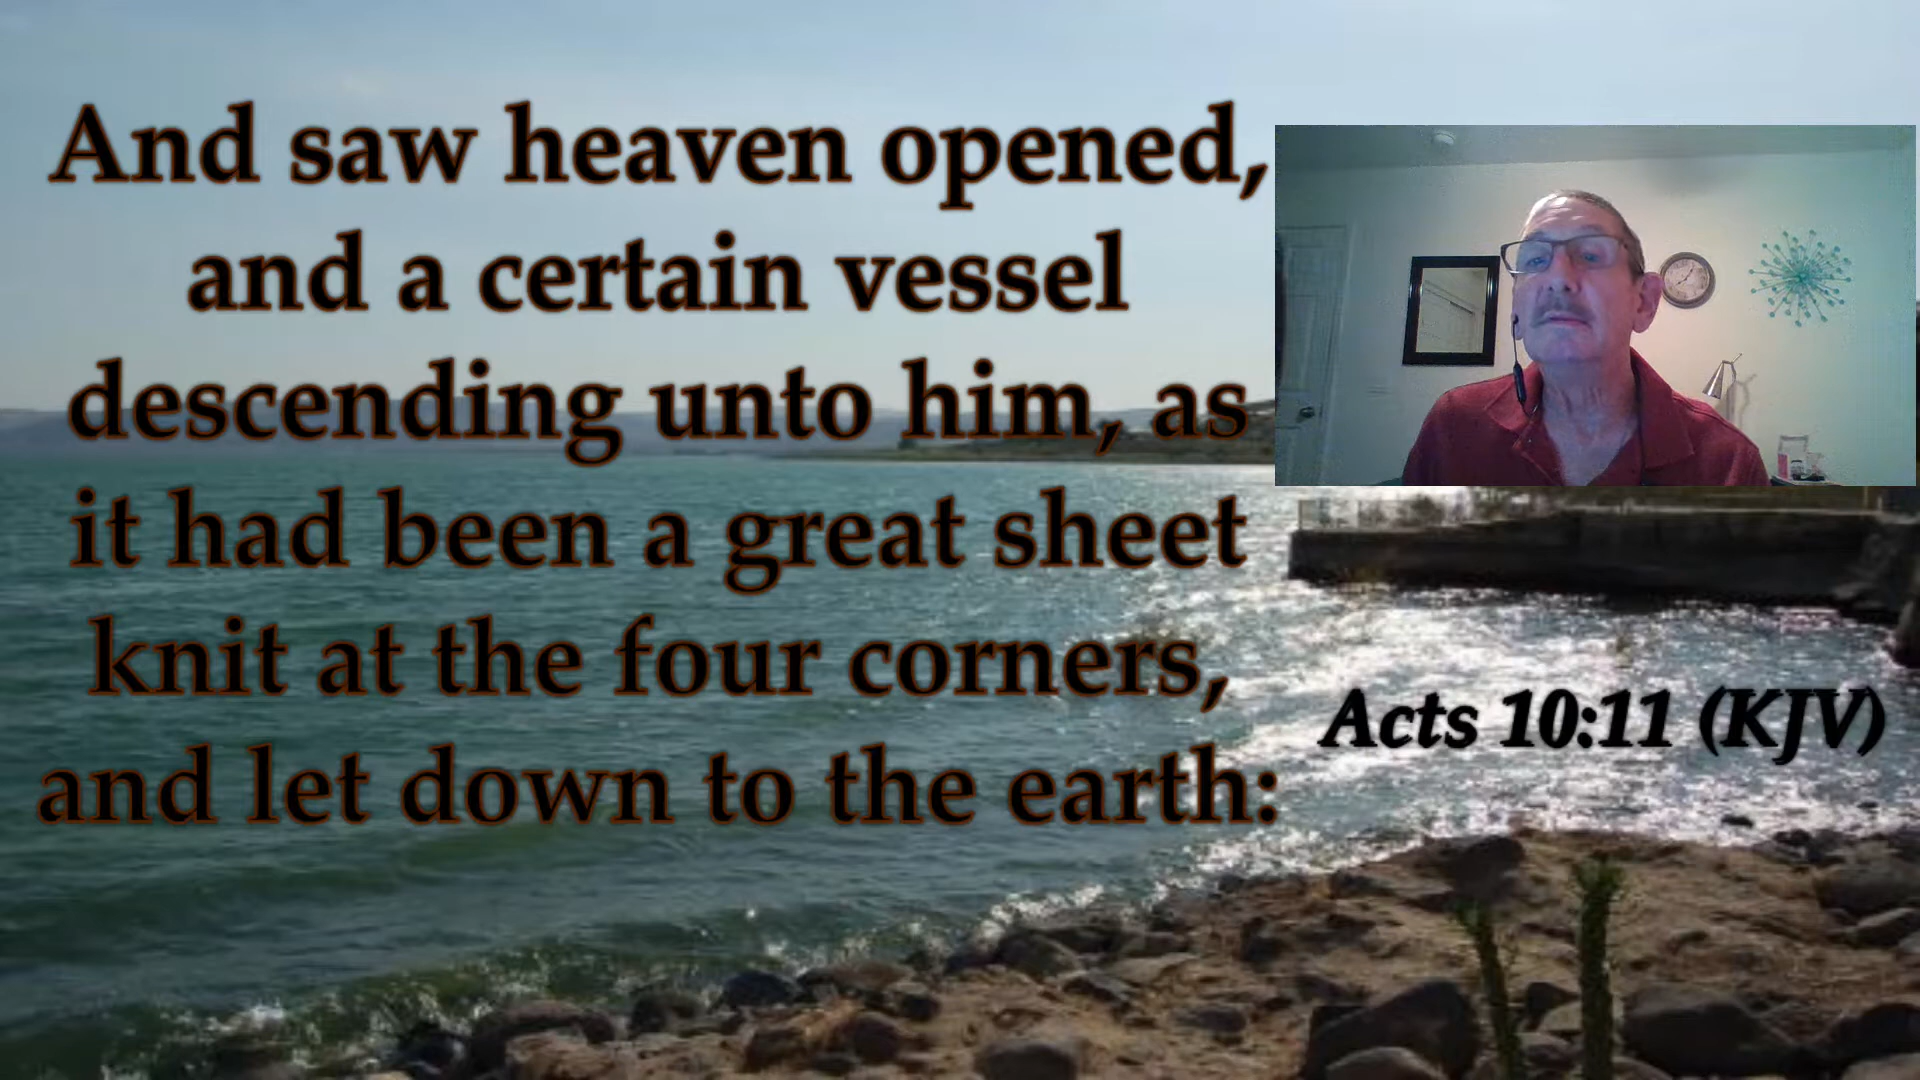 And saw heaven opened,
and a certain vessel
descending unto him, as
it had been a great sheet
knit at the four corners,
and let down to the earth:
Acts 10:11 (KJV)